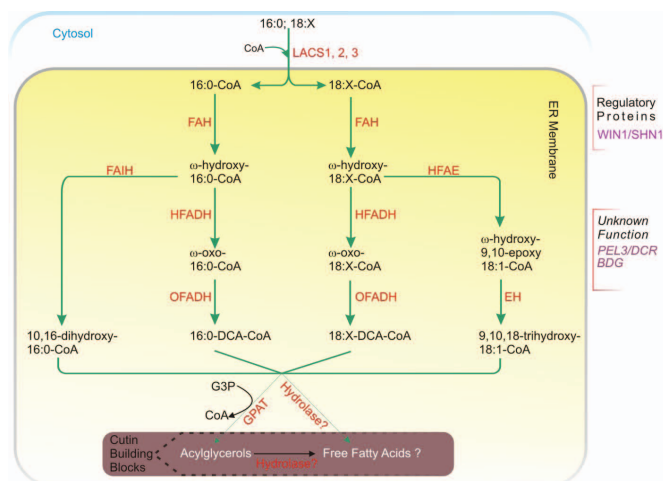 16:0; 18:X
Cytosol
CoA
LACS1, 2, 3
16:0-CoA
18:X-CoA
FAH
FAH
ER Membrane
Regulatory
Proteins
WIN1/SHN1
FAIH
ω-hydroxy-
16:0-CoA
ω-hydroxy-
18:X-CoA
HFAE
HFADH
HFADH
ω-oxo-
16:0-CoA
ω-oxo-
18:X-CoA
ω-hydroxy-
9,10-epoxy
18:1-CoA
Unknown
Function
PEL3/DCR
BDG
OFADH
OFADH
EH
10,16-dihydroxy-
16:0-CoA
16:0-DCA-CoA
18:X-DCA-CoA
9,10,18-trihydroxy-
18:1-CoA
G3P
CoA
GPAT
Hydrolase?
Cutin
Building
Blocks
Acylglycerols
Hydrolase?
Free Fatty Acids ?